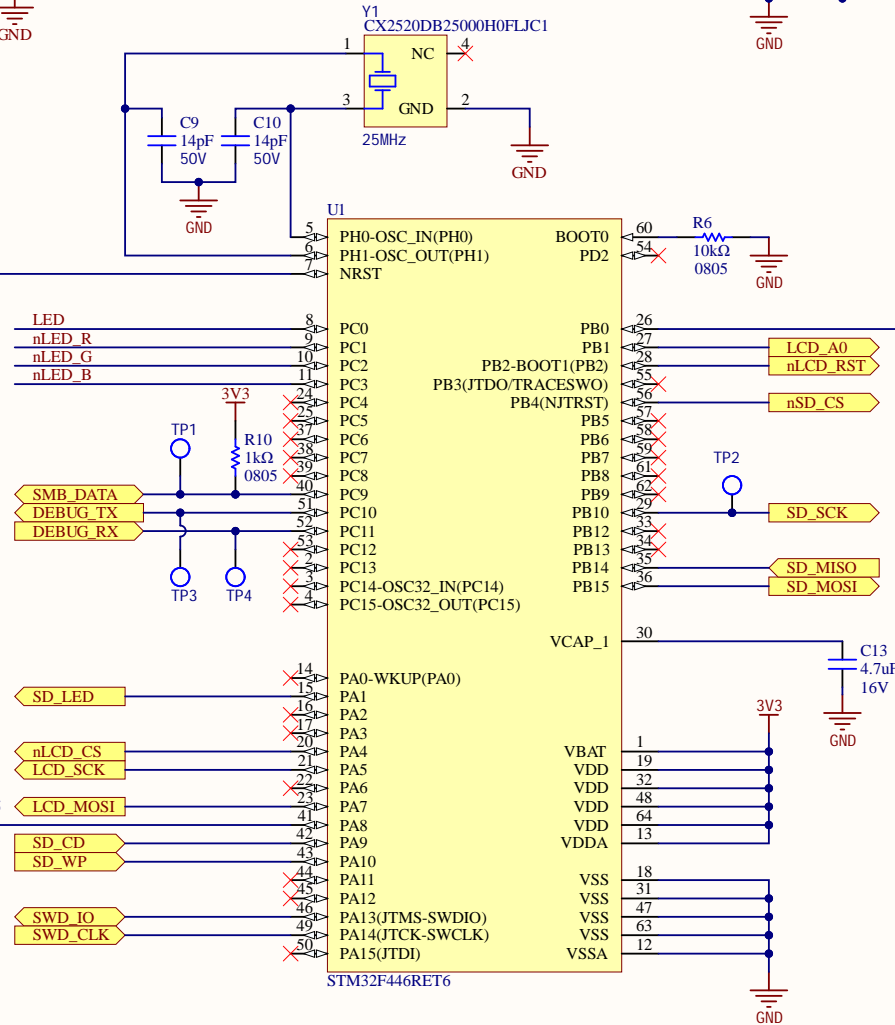 GND
GND
Y1
CX2520DB25000H0FLJC1
1
NC
4
3
GND
2
25MHz
GND
C9
14pF
50V
C10
14pF
50V
GND
U1
5 PH0-OSC_IN(PH0)
6 PH1-OSC_OUT(PH1)
7 NRST
LED 8 PC0
nLED_R 9 PC1
nLED_G 10 PC2
nLED_B 11 PC3
24 PC4
25 PC5
37 PC6
38 PC7
39 PC8
SMB_DATA 40 PC9
DEBUG_TX 51 PC10
DEBUG_RX 52 PC11
53 PC12
2 PC13
3 PC14-OSC32_IN(PC14)
4 PC15-OSC32_OUT(PC15)
3V3
R10
1kΩ
0805
TP1
TP3
TP4
14 PA0-WKUP(PA0)
SD_LED 15 PA1
16 PA2
17 PA3
nLCD_CS 20 PA4
LCD_SCK 21 PA5
22 PA6
LCD_MOSI 23 PA7
41 PA8
SD_CD 42 PA9
SD_WP 43 PA10
44 PA11
45 PA12
SWD_IO 46 PA13(JTMS-SWDIO)
SWD_CLK 49 PA14(JTCK-SWCLK)
50 PA15(JTDI)
BOOT0 60
PD2 54
R6
10kΩ
0805
GND
PB0 26
PB1 27 LCD_A0
PB2-BOOT1(PB2) 28 nLCD_RST
PB3(JTDO/TRACESWO) 55
PB4(NJTRST) 56 nSD_CS
PB5 57
PB6 58
PB7 59
PB8 61
PB9 62
PB10 29 SD_SCK
TP2
PB12 33
PB13 34
PB14 35 SD_MISO
PB15 36 SD_MOSI
VCAP_1 30
C13
4.7uF
16V
GND
3V3
VBAT 1
VDD 19
VDD 32
VDD 48
VDD 64
VDDA 13
VSS 18
VSS 31
VSS 47
VSS 63
VSSA 12
GND
STM32F446RET6